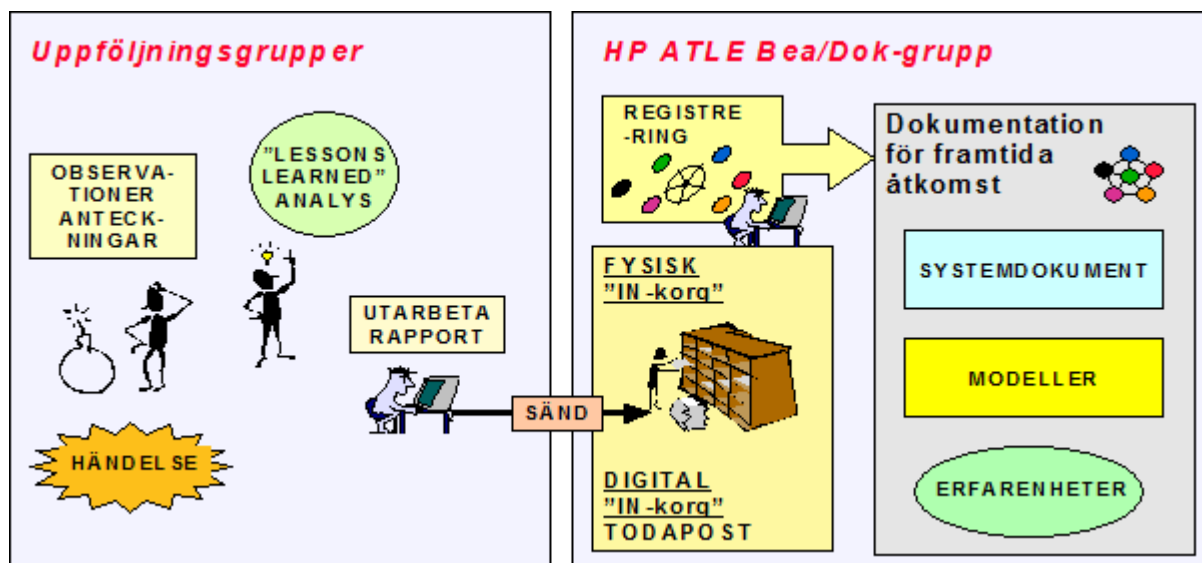 Uppföljningsgrupper
OBSERVA-
TIONER
ANTECK-
NINGAR
"LESSONS
LEARNED"
ANALYS
UTARBETA
RAPPORT
HÄNDELSE
SÄND
HP ATLE Bea/Dok-grupp
REGISTRE
-RING
FYSISK
"IN-korg"
DIGITAL
"IN-korg"
TODAPOST
Dokumentation
för framtida
åtkomst
SYSTEMDOKUMENT
MODELLER
ERFARENHETER